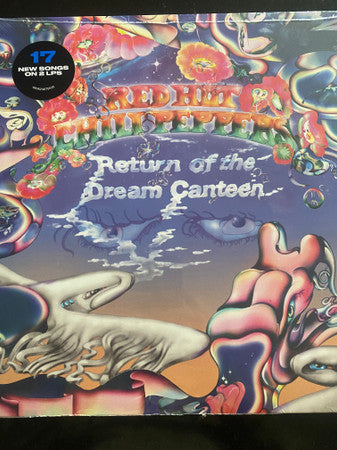 17
NEW SONGS
ON 2 LPS
RED HOT
CHILI PEPPERS
Return of the
Dream Canteen